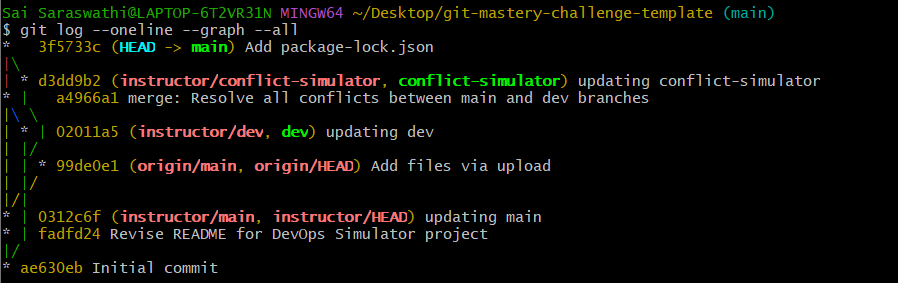 Sai Saraswathi@LAPTOP-6T2VR31N MINGW64 ~/Desktop/git-mastery-challenge-template (main)
$ git log --oneline --graph --all
*   3f5733c (HEAD -> main) Add package-lock.json
|\
| * d3dd9b2 (instructor/conflict-simulator, conflict-simulator) updating conflict-simulator
* |   a4966a1 merge: Resolve all conflicts between main and dev branches
|\ \
| * | 02011a5 (instructor/dev, dev) updating dev
| |/
| | * 99de0e1 (origin/main, origin/HEAD) Add files via upload
| |/
|/|
* | 0312c6f (instructor/main, instructor/HEAD) updating main
* | fadfd24 Revise README for DevOps Simulator project
|/
* ae630eb Initial commit